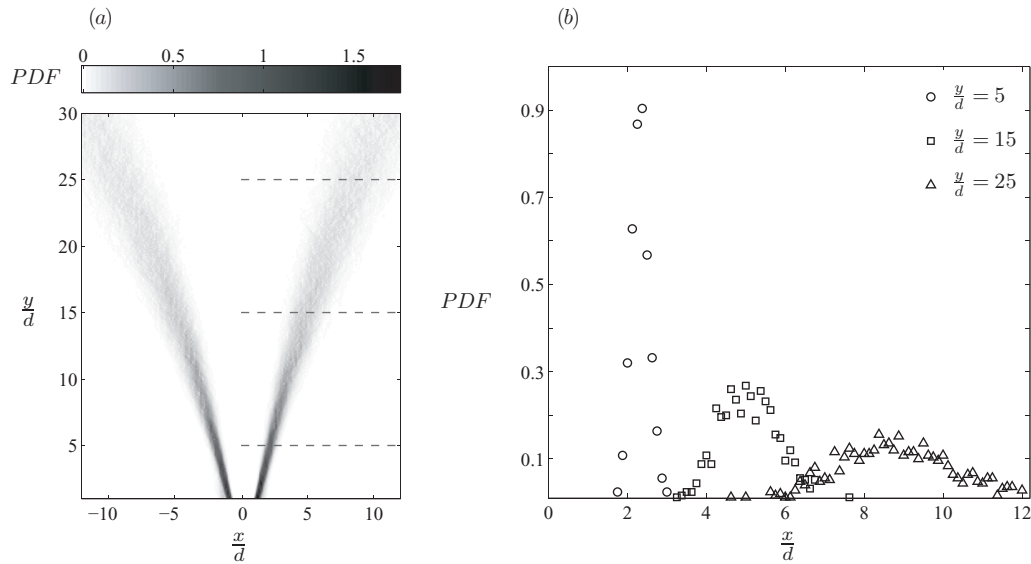 (a)
(b)
PDF
0 0.5 1 1.5
30
25
20
15
10
5
y/d
−10 −5 0 5 10
x/d
PDF
0.9
0.7
0.5
0.3
0.1
0 2 4 6 8 10 12
x/d
y/d = 5
y/d = 15
y/d = 25